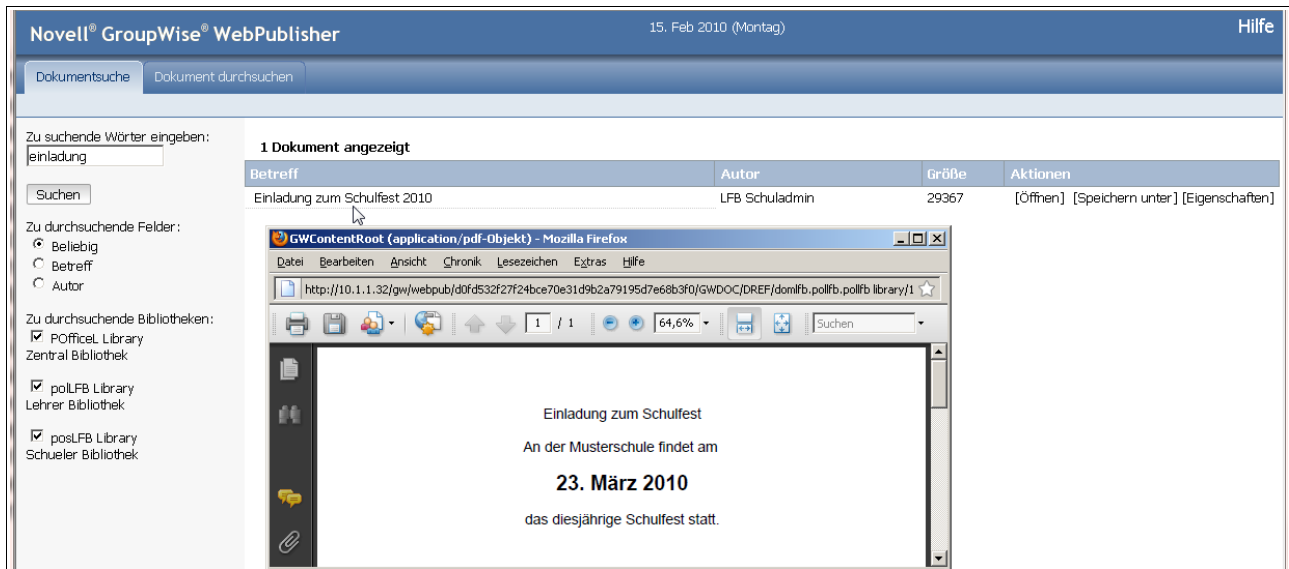 Novell® GroupWise® WebPublisher
15. Feb 2010 (Montag)
Hilfe
Dokumentsuche
Dokument durchsuchen
Zu suchende Wörter eingeben:
einladung
Suchen
Zu durchsuchende Felder:
Beliebig
Betreff
Autor
Zu durchsuchende Bibliotheken:
POfficeL Library
Zentral Bibliothek
polLFB Library
Lehrer Bibliothek
posLFB Library
Schueler Bibliothek
1 Dokument angezeigt
Betreff Autor Größe Aktionen
Einladung zum Schulfest 2010 LFB Schuladmin 29367 [Öffnen] [Speichern unter] [Eigenschaften]
GWContentRoot (application/pdf-Objekt) - Mozilla Firefox
Datei Bearbeiten Ansicht Chronik Lesezeichen Extras Hilfe
http://10.1.1.32/gw/webpub/d0fd532f27f24bce70e31d9b2a79195d7e68b3f0/GWDOC/DREF/domlfb.pollfb.pollfb library/1
1 / 1 64,6% Suchen
Einladung zum Schulfest
An der Musterschule findet am
23. März 2010
das diesjährige Schulfest statt.